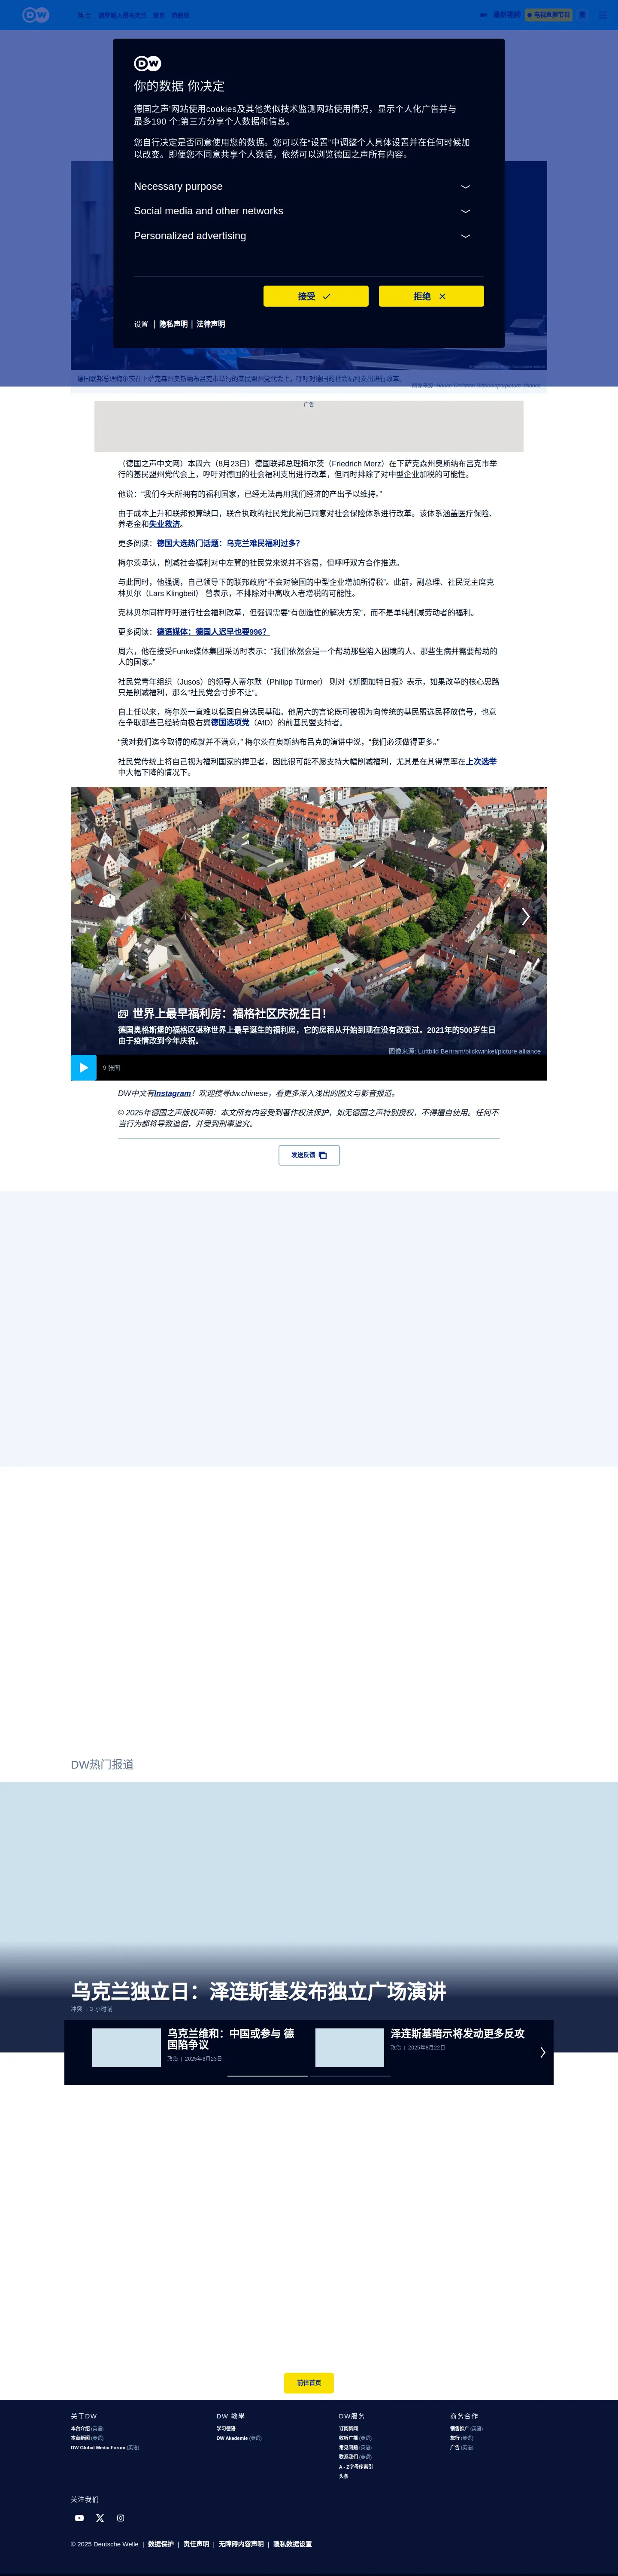 热点
最新视频
电视直播节目
DW
你的数据 你决定
德国之声'网站使用cookies及其他类似技术监测网站使用情况，显示个人化广告并与
最多190 个;第三方分享个人数据和信息。
您自行决定是否同意使用您的数据。您可以在“设置”中调整个人具体设置并在任何时候加
以改变。即便您不同意共享个人数据，依然可以浏览德国之声所有内容。
Necessary purpose
Social media and other networks
Personalized advertising
接受
拒绝
设置 | 隐私声明 | 法律声明
德国联邦总理梅尔茨在下萨克森州奥斯纳布吕克市举行的基民盟州党代会上，呼吁对德国的社会福利支出进行改革。
广告
（德国之声中文网）本周六（8月23日）德国联邦总理梅尔茨（Friedrich Merz）在下萨克森州奥斯纳布吕克市举
行的基民盟州党代会上，呼吁对德国的社会福利支出进行改革，但同时排除了对中型企业加税的可能性。
他说：“我们今天所拥有的福利国家，已经无法再用我们经济的产出予以维持。”
由于成本上升和联邦预算缺口，联合执政的社民党此前已同意对社会保险体系进行改革。该体系涵盖医疗保险、
养老金和失业救济。
更多阅读：德国大选热门话题：乌克兰难民福利过多？
梅尔茨承认，削减社会福利对中左翼的社民党来说并不容易，但呼吁双方合作推进。
与此同时，他强调，自己领导下的联邦政府“不会对德国的中型企业增加所得税”。此前，副总理、社民党主席克
林贝尔（Lars Klingbeil） 曾表示，不排除对中高收入者增税的可能性。
克林贝尔同样呼吁进行社会福利改革，但强调需要“有创造性的解决方案”，而不是单纯削减劳动者的福利。
更多阅读：德语媒体：德国人迟早也要996？
周六，他在接受Funke媒体集团采访时表示：“我们依然会是一个帮助那些陷入困境的人、那些生病并需要帮助的
人的国家。”
社民党青年组织（Jusos）的领导人蒂尔默（Philipp Türmer） 则对《斯图加特日报》表示，如果改革的核心思路
只是削减福利，那么“社民党会寸步不让”。
自上任以来，梅尔茨一直难以稳固自身选民基础。他周六的言论既可被视为向传统的基民盟选民释放信号，也意
在争取那些已经转向极右翼德国选项党（AfD）的前基民盟支持者。
“我对我们迄今取得的成就并不满意，” 梅尔茨在奥斯纳布吕克的演讲中说，“我们必须做得更多。”
社民党传统上将自己视为福利国家的捍卫者，因此很可能不愿支持大幅削减福利，尤其是在其得票率在上次选举
中大幅下降的情况下。
世界上最早福利房：福格社区庆祝生日！
德国奥格斯堡的福格区堪称世界上最早诞生的福利房，它的房租从开始到现在没有改变过。2021年的500岁生日
由于疫情改到今年庆祝。
图像来源: Luftbild Bertram/blickwinkel/picture alliance
9 张图
DW中文有Instagram！欢迎搜寻dw.chinese，看更多深入浅出的图文与影音报道。
© 2025年德国之声版权声明：本文所有内容受到著作权法保护，如无德国之声特别授权，不得擅自使用。任何不
当行为都将导致追偿，并受到刑事追究。
发送反馈
DW热门报道
乌克兰独立日：泽连斯基发布独立广场演讲
冲突 | 3 小时前
乌克兰维和：中国或参与 德
国陷争议
政治 | 2025年8月23日
泽连斯基暗示将发动更多反攻
政治 | 2025年8月22日
前往首页
关于DW
本台介绍 (英语)
本台新闻 (英语)
DW Global Media Forum (英语)
DW 教學
学习德语
DW Akademie (英语)
DW服务
订阅新闻
收听广播 (英语)
常见问题 (英语)
联系我们 (英语)
A - Z字母序索引
头条
商务合作
销售推广 (英语)
旅行 (英语)
广告 (英语)
关注我们
© 2025 Deutsche Welle | 数据保护 | 责任声明 | 无障碍内容声明 | 隐私数据设置